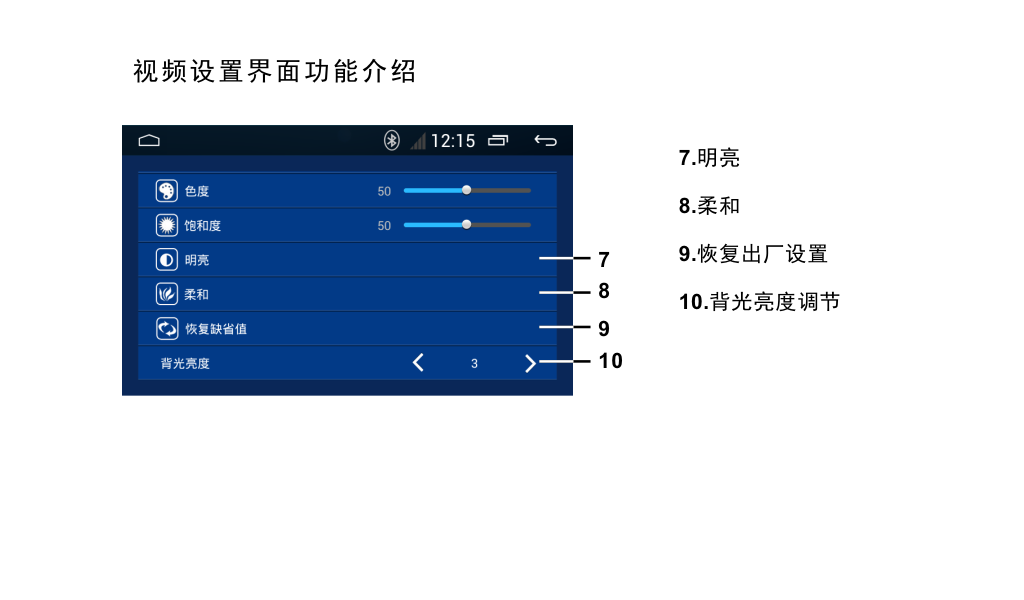 视频设置界面功能介绍
12:15
色度 50
饱和度 50
明亮
柔和
恢复缺省值
背光亮度 3
7
8
9
10
7.明亮
8.柔和
9.恢复出厂设置
10.背光亮度调节